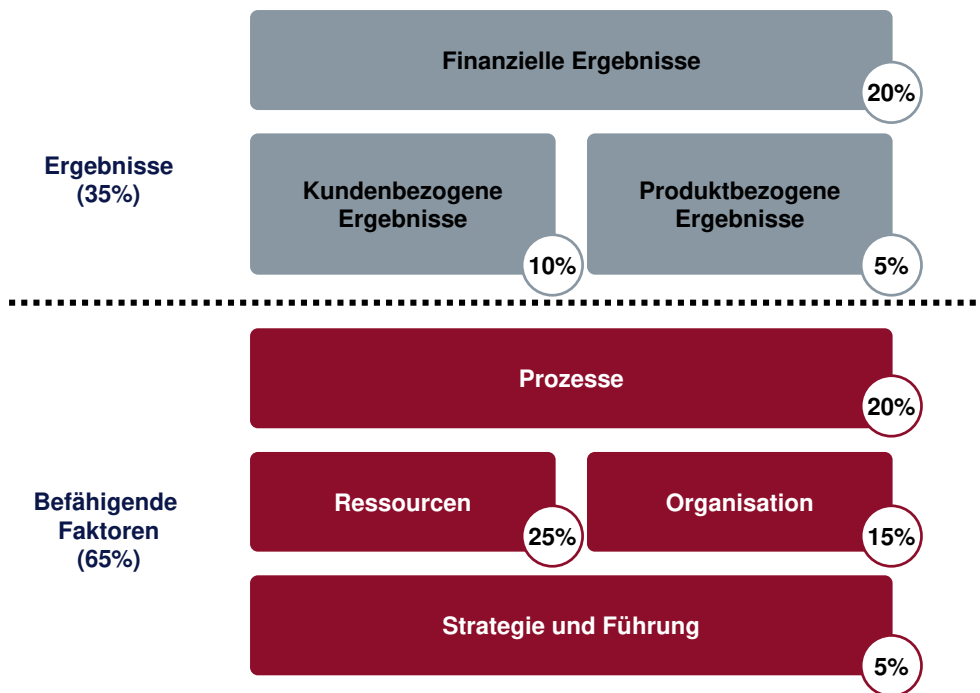 Finanzielle Ergebnisse
20%
Ergebnisse
(35%)
Kundenbezogene
Ergebnisse
10%
Produktbezogene
Ergebnisse
5%
Prozesse
20%
Befähigende
Faktoren
(65%)
Ressourcen
25%
Organisation
15%
Strategie und Führung
5%